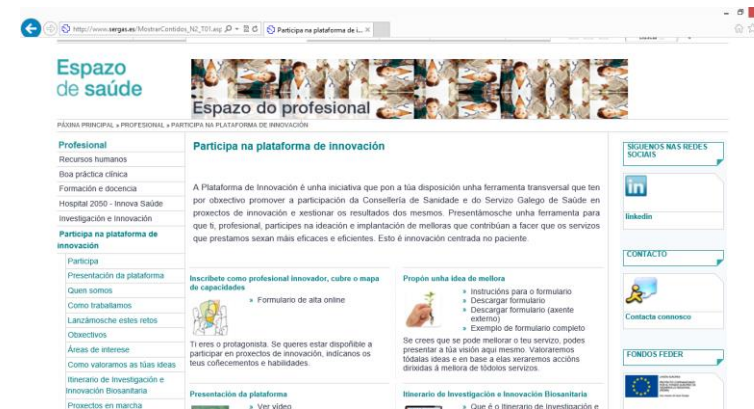 http://www.sergas.es/MostrarContidos_N2_T01.asp
Participa na plataforma de i...
Espazo
de saúde
Espazo do profesional
PÁXINA PRINCIPAL » PROFESIONAL » PARTICIPA NA PLATAFORMA DE INNOVACIÓN
Profesional
Recursos humanos
Boa práctica clínica
Formación e docencia
Hospital 2050 - Innova Saúde
Investigación e Innovación
Participa na plataforma de
innovación
Participa
Presentación da plataforma
Quen somos
Como traballamos
Lanzámosche estes retos
Obxectivos
Áreas de interese
Como valoramos as túas ideas
Itinerario de Investigación e
Innovación Biosanitaria
Proxectos en marcha
Participa na plataforma de innovación
A Plataforma de Innovación é unha iniciativa que pon a túa disposición unha ferramenta transversal que ten
por obxectivo promover a participación da Consellería de Sanidade e do Servizo Galego de Saúde en
proxectos de innovación e xestionar os resultados dos mesmos. Presentámosche unha ferramenta para
que ti, profesional, participes na ideación e implantación de melloras que contribúan a facer que os servizos
que prestamos sexan máis eficaces e eficientes. Esto é innovación centrada no paciente.
Inscríbete como profesional innovador, cubre o mapa
de capacidades
» Formulario de alta online
Ti eres o protagonista. Se queres estar dispoñible a
participar en proxectos de innovación, indícanos os
teus coñecementos e habilidades.
Propón unha idea de mellora
» Instrucións para o formulario
» Descargar formulario
» Descargar formulario (axente
externo)
» Exemplo de formulario completo
Se crees que se pode mellorar o teu servizo, podes
presentar a túa visión aquí mesmo. Valoraremos
tódalas ideas e en base a elas xeraremos accións
dirixidas á mellora de tódolos servizos.
Presentación da plataforma
» Ver vídeo
Itinerario de Investigación e Innovación Biosanitaria
» Que é o Itinerario de Investigación e
SÍGUENOS NAS REDES
SOCIAIS
in
linkedin
CONTACTO
Contacta connosco
FONDOS FEDER